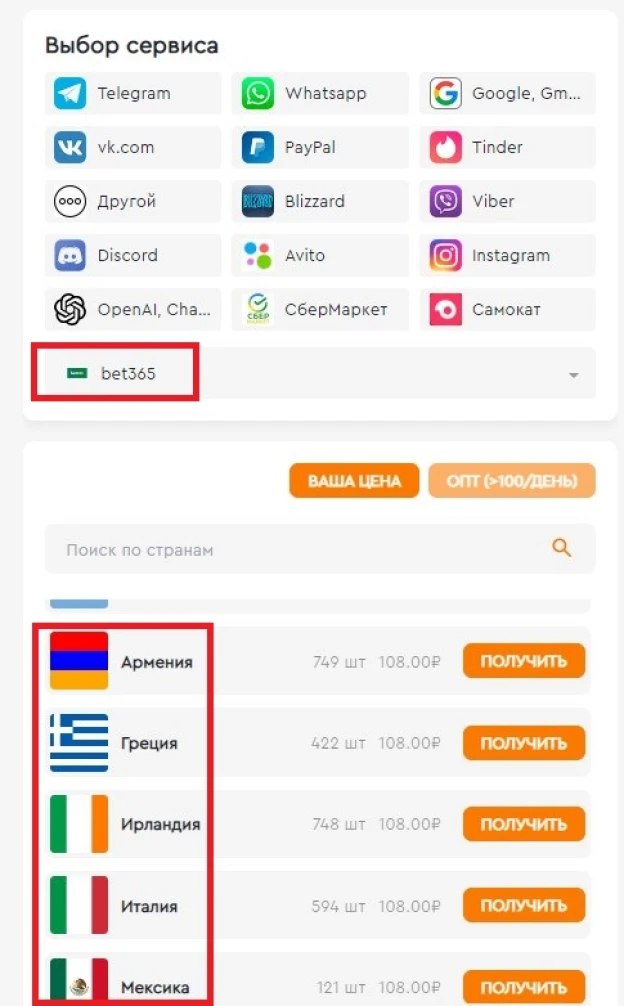 Выбор сервиса
Telegram Whatsapp Google, Gm...
vk.com PayPal Tinder
Другой Blizzard Viber
Discord Avito Instagram
OpenAI, Cha... СберМаркет Самокат
bet365
ВАША ЦЕНА ОПТ (>100/ДЕНЬ)
Поиск по странам
Армения 749 шт 108.00₽ ПОЛУЧИТЬ
Греция 422 шт 108.00₽ ПОЛУЧИТЬ
Ирландия 748 шт 108.00₽ ПОЛУЧИТЬ
Италия 594 шт 108.00₽ ПОЛУЧИТЬ
Мексика 121 шт 108.00₽ ПОЛУЧИТЬ